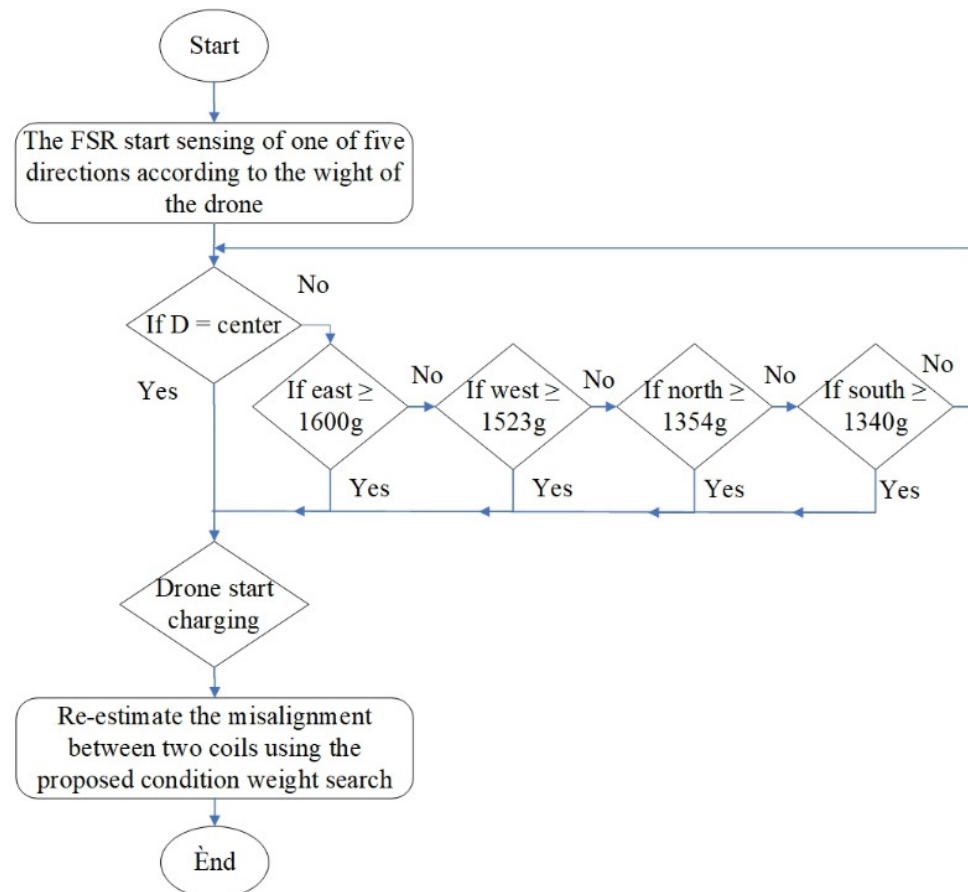 Start
The FSR start sensing of one of five
directions according to the wight of
the drone
If D = center
No
Yes
If east ≥
1600g
No
If west ≥
1523g
No
If north ≥
1354g
No
If south ≥
1340g
No
Yes
Yes
Yes
Yes
Drone start
charging
Re-estimate the misalignment
between two coils using the
proposed condition weight search
Ènd